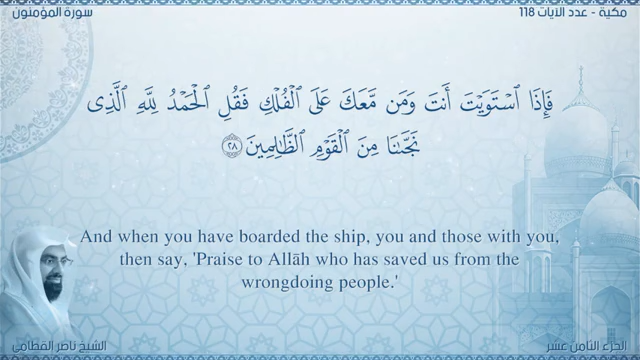 سورة المؤمنون
مكية - عدد الآيات 118
فَإِذَا ٱسْتَوَيْتَ أَنتَ وَمَن مَّعَكَ عَلَى ٱلْفُلْكِ فَقُلِ ٱلْحَمْدُ لِلَّهِ ٱلَّذِى
نَجَّىٰنَا مِنَ ٱلْقَوْمِ ٱلظَّٰلِمِينَ ٢٨
And when you have boarded the ship, you and those with you,
then say, 'Praise to Allāh who has saved us from the
wrongdoing people.'
الشيخ ناصر القطامي
الجزء الثامن عشر